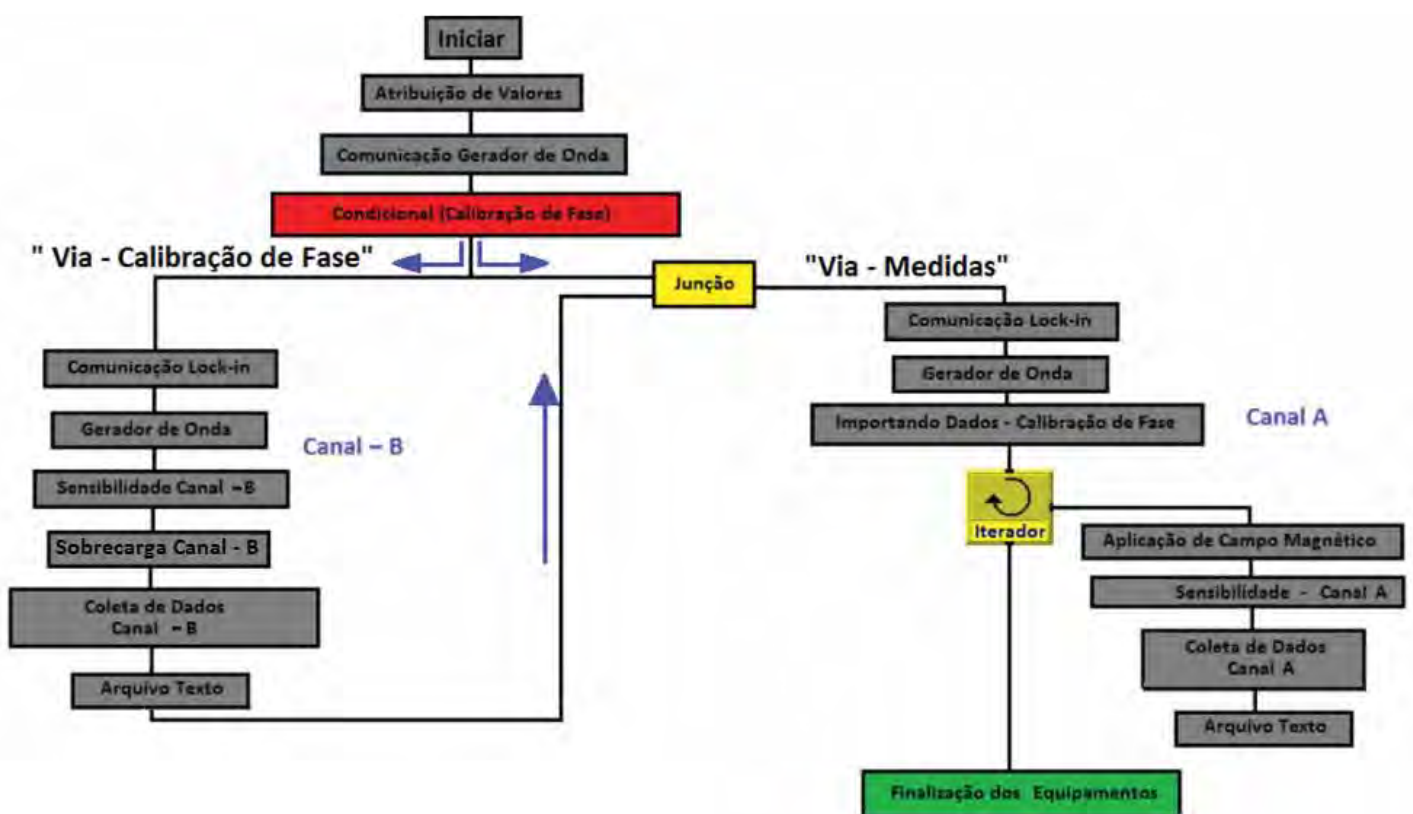 Iniciar
Atribuição de Valores
Comunicação Gerador de Onda
Condicional (Calibração de Fase)
" Via - Calibração de Fase"
Junção
"Via - Medidas"
Comunicação Lock-in
Gerador de Onda
Canal – B
Sensibilidade Canal –B
Sobrecarga Canal - B
Coleta de Dados
Canal – B
Arquivo Texto
Comunicação Lock-in
Gerador de Onda
Importando Dados - Calibração de Fase
Canal A
Iterador
Aplicação de Campo Magnético
Sensibilidade - Canal A
Coleta de Dados
Canal A
Arquivo Texto
Finalização dos Equipamentos